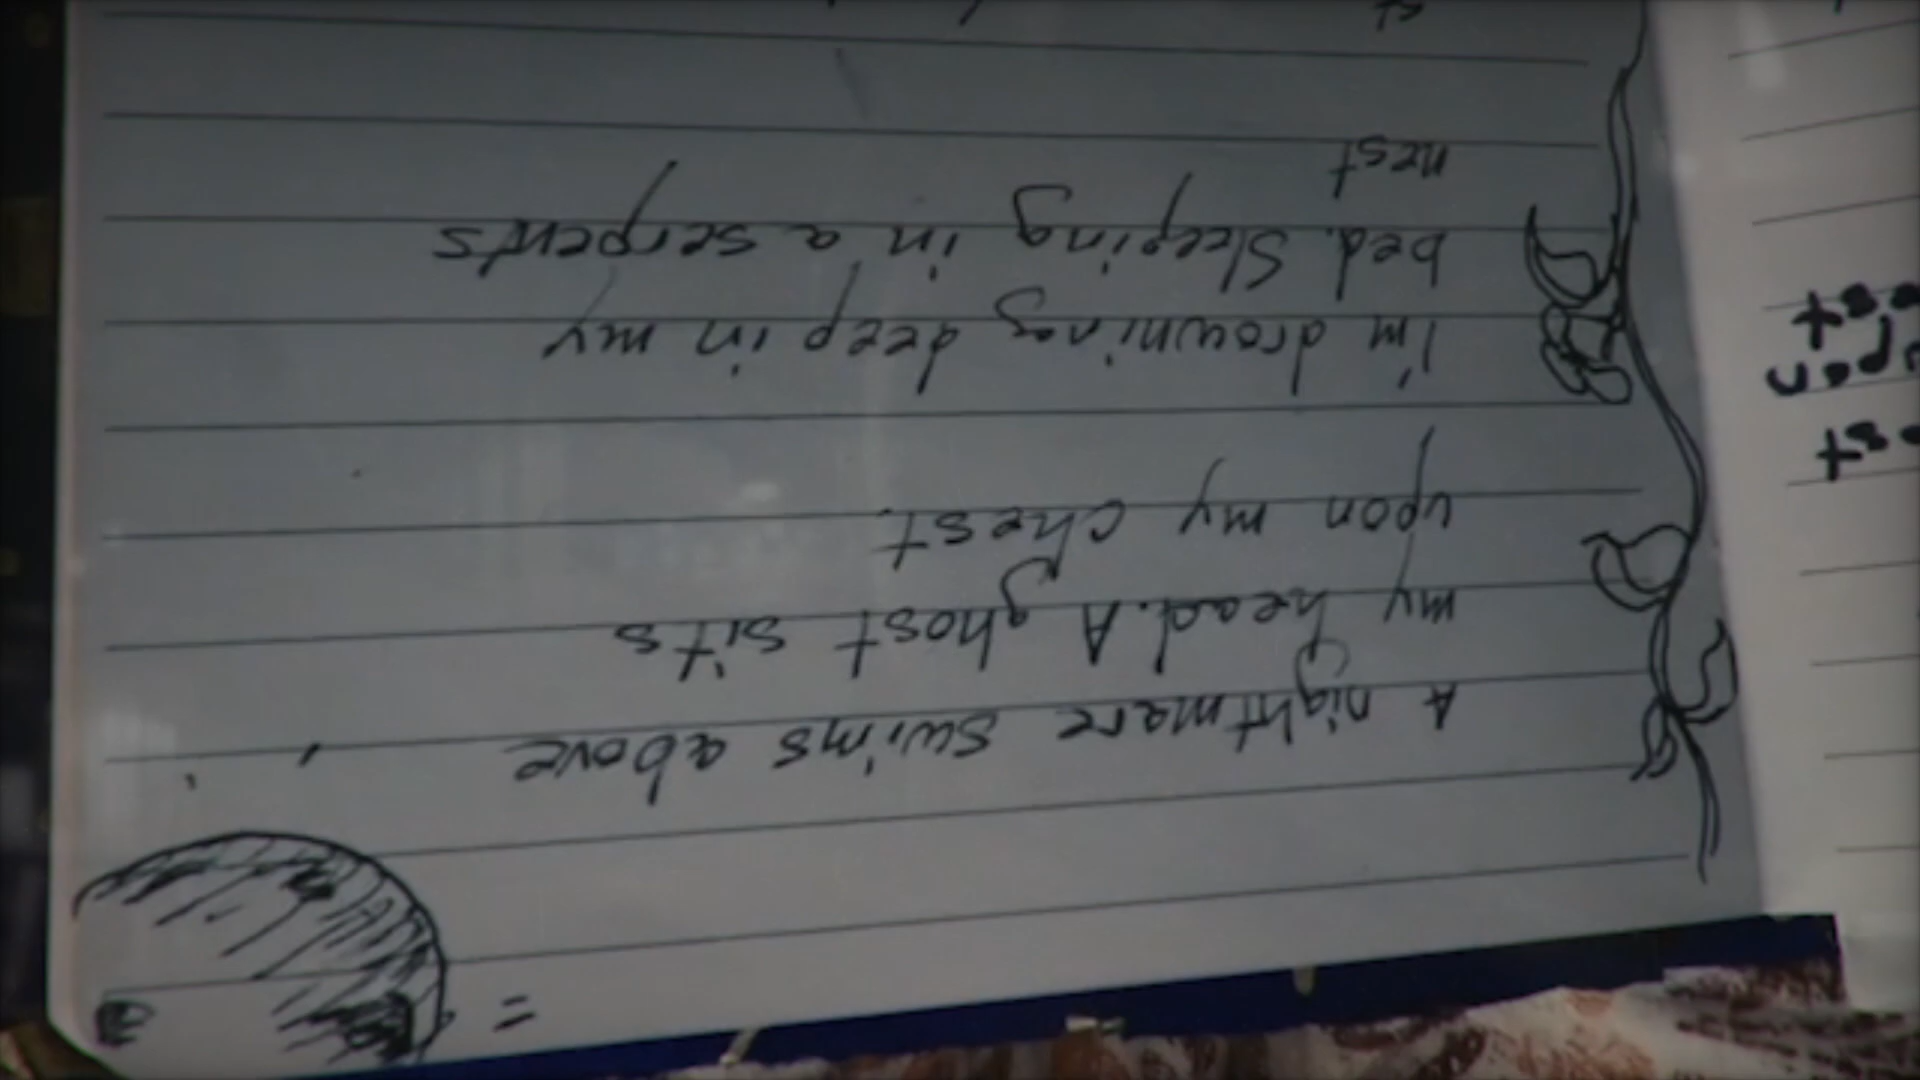 A nightmare swims above
my head. A ghost sits
upon my chest.
I'm drowning deep in my
bed. Sleeping in a serpents
nest